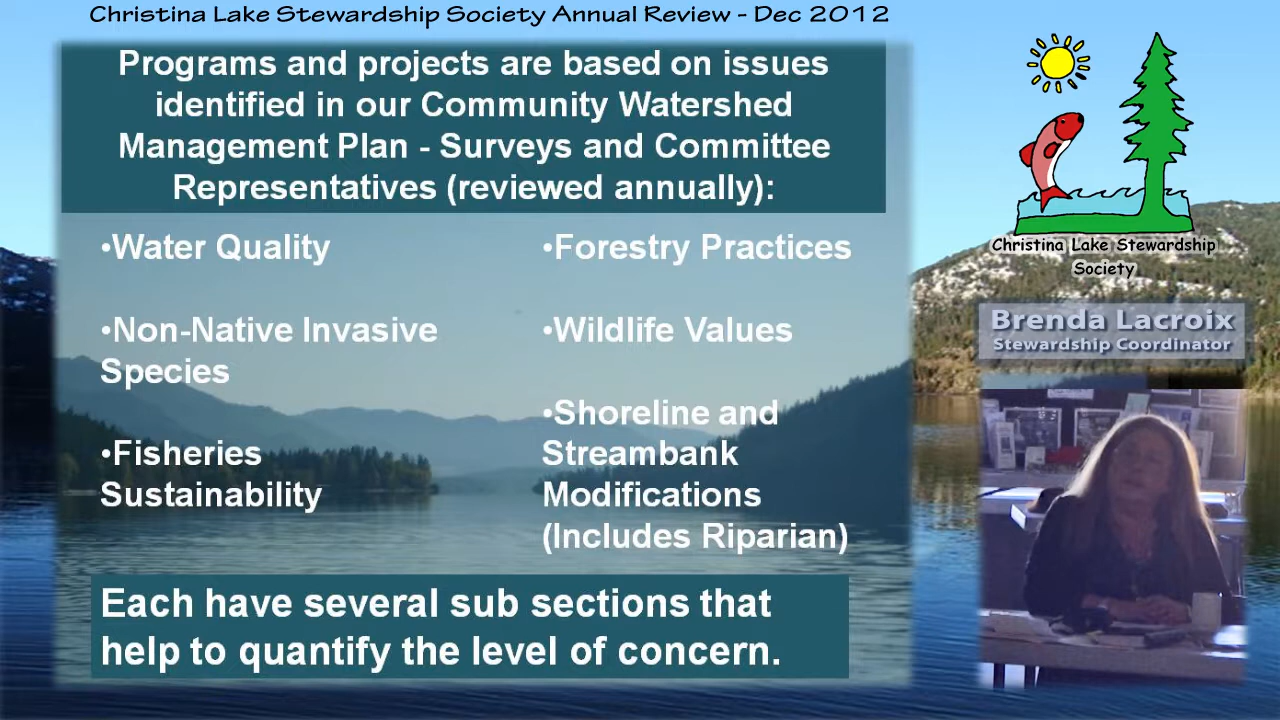 Christina Lake Stewardship Society Annual Review - Dec 2012
Programs and projects are based on issues
identified in our Community Watershed
Management Plan - Surveys and Committee
Representatives (reviewed annually):
•Water Quality
•Non-Native Invasive
Species
•Fisheries
Sustainability
•Forestry Practices
•Wildlife Values
•Shoreline and
Streambank
Modifications
(Includes Riparian)
Each have several sub sections that
help to quantify the level of concern.
Christina Lake Stewardship
Society
Brenda Lacroix
Stewardship Coordinator